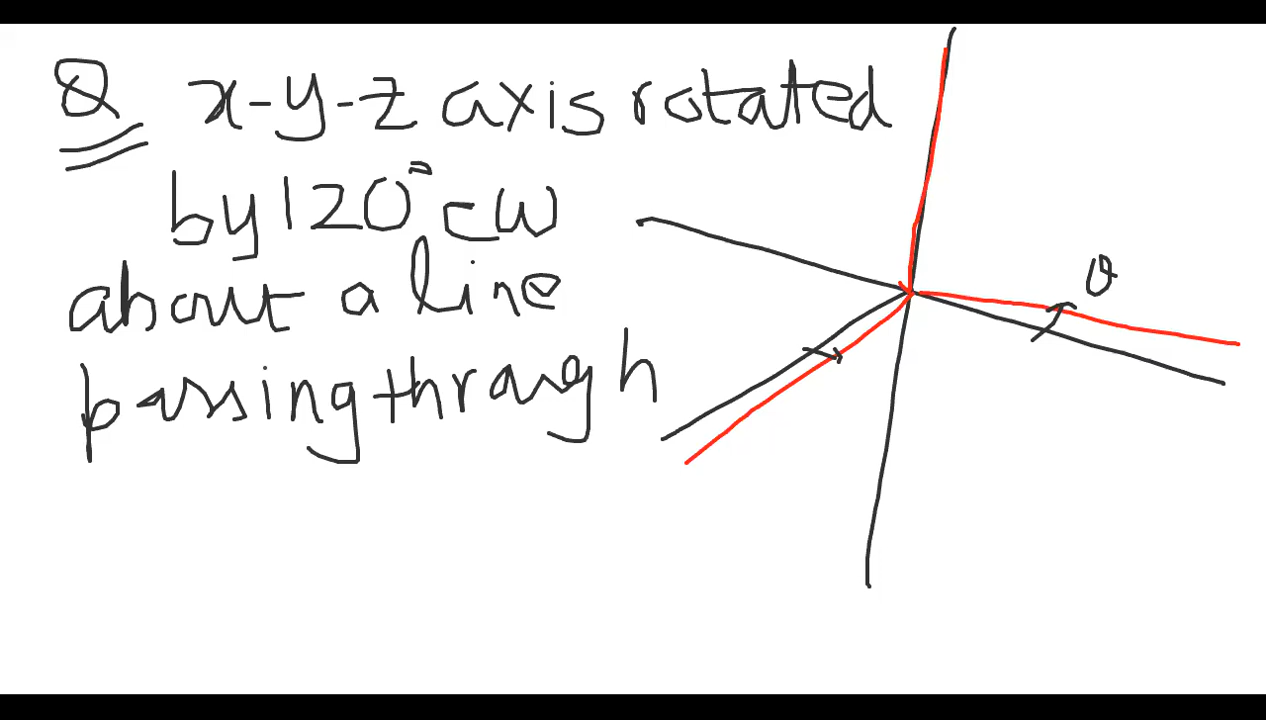 Q x-y-z axis rotated
by 120° cw
about a line
passing through
θ